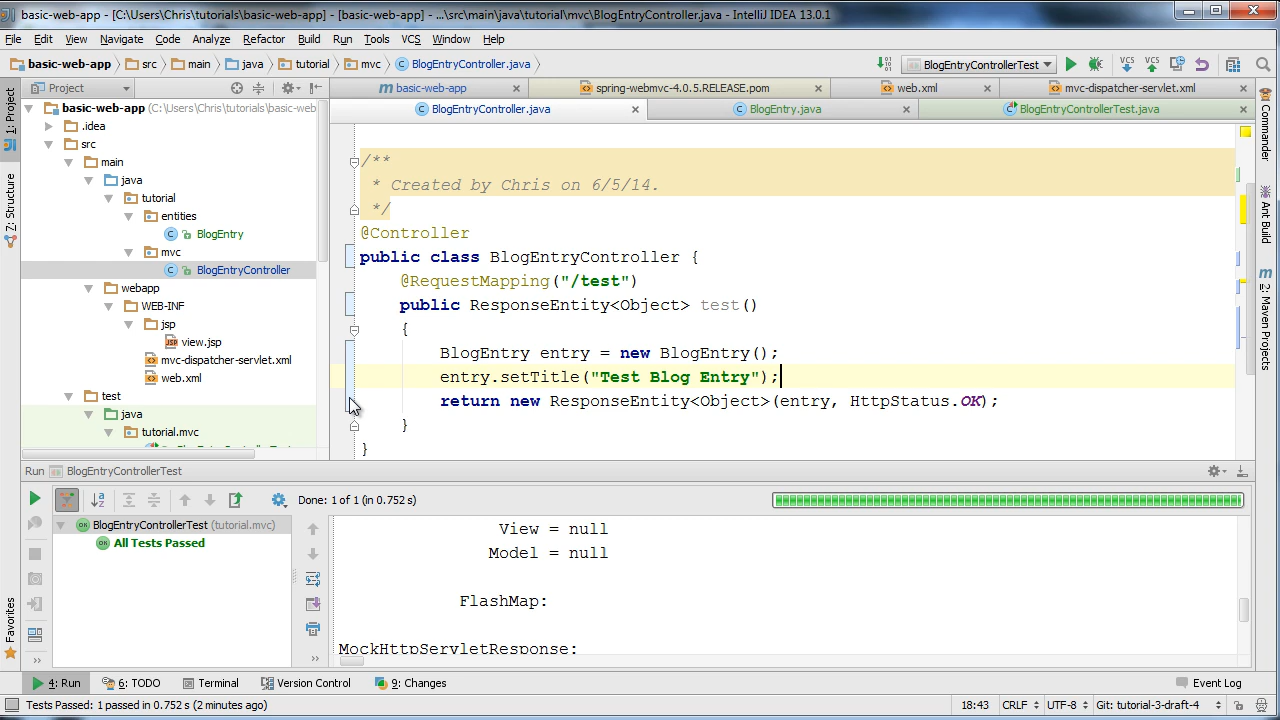 basic-web-app - [C:\Users\Chris\tutorials\basic-web-app] - [basic-web-app] - ...\src\main\java\tutorial\mvc\BlogEntryController.java - IntelliJ IDEA 13.0.1
File Edit View Navigate Code Analyze Refactor Build Run Tools VCS Window Help
basic-web-app src main java tutorial mvc BlogEntryController.java BlogEntryControllerTest VCS VCS
Project
basic-web-app spring-webmvc-4.0.5.RELEASE.pom web.xml mvc-dispatcher-servlet.xml
BlogEntryController.java BlogEntry.java BlogEntryControllerTest.java
1: Project
Z: Structure
Favorites
basic-web-app (C:\Users\Chris\tutorials\basic-web
.idea
src
main
java
tutorial
entities
BlogEntry
mvc
BlogEntryController
webapp
WEB-INF
jsp
view.jsp
mvc-dispatcher-servlet.xml
web.xml
test
java
tutorial.mvc
/**
* Created by Chris on 6/5/14.
*/
@Controller
public class BlogEntryController {
@RequestMapping("/test")
public ResponseEntity<Object> test()
{
BlogEntry entry = new BlogEntry();
entry.setTitle("Test Blog Entry");
return new ResponseEntity<Object>(entry, HttpStatus.OK);
}
}
Commander
Ant Build
2: Maven Projects
Run BlogEntryControllerTest
Done: 1 of 1 (in 0.752 s)
BlogEntryControllerTest (tutorial.mvc)
All Tests Passed
View = null
Model = null
FlashMap:
MockHttpServletResponse:
4: Run 6: TODO Terminal Version Control 9: Changes Event Log
Tests Passed: 1 passed in 0.752 s (2 minutes ago) 18:43 CRLF UTF-8 Git: tutorial-3-draft-4